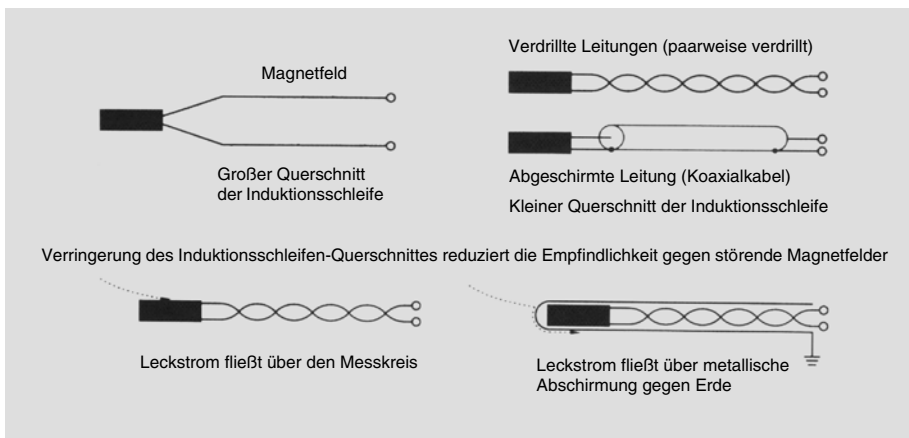 Magnetfeld
Großer Querschnitt
der Induktionsschleife
Verdrillte Leitungen (paarweise verdrillt)
Abgeschirmte Leitung (Koaxialkabel)
Kleiner Querschnitt der Induktionsschleife
Verringerung des Induktionsschleifen-Querschnittes reduziert die Empfindlichkeit gegen störende Magnetfelder
Leckstrom fließt über den Messkreis
Leckstrom fließt über metallische
Abschirmung gegen Erde